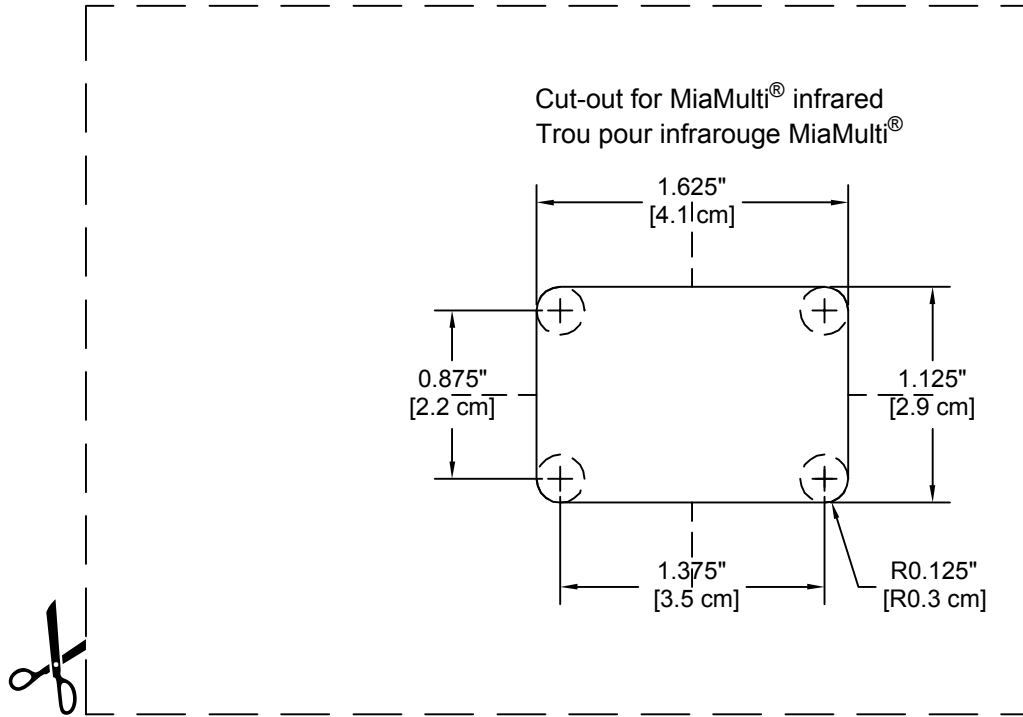 Cut-out for MiaMulti® infrared
Trou pour infrarouge MiaMulti®
1.625"
[4.1 cm]
0.875"
[2.2 cm]
1.125"
[2.9 cm]
1.375"
[3.5 cm]
R0.125"
[R0.3 cm]